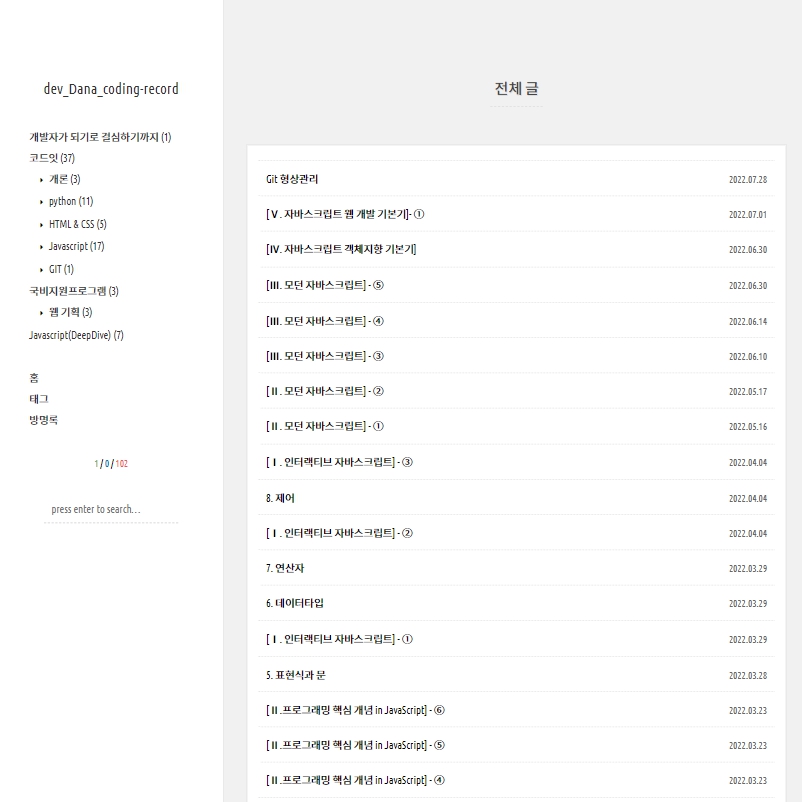 dev_Dana_coding-record
개발자가 되기로 결심하기까지 (1)
코드잇 (37)
개론 (3)
python (11)
HTML & CSS (5)
Javascript (17)
GIT (1)
국비지원프로그램 (3)
웹 기획 (3)
Javascript(DeepDive) (7)
홈
태그
방명록
1 / 0 / 102
press enter to search...
전체 글
Git 형상관리 2022.07.28
[Ⅴ. 자바스크립트 웹 개발 기본기]- ① 2022.07.01
[Ⅳ. 자바스크립트 객체지향 기본기] 2022.06.30
[Ⅲ. 모던 자바스크립트] - ⑤ 2022.06.30
[Ⅲ. 모던 자바스크립트] - ④ 2022.06.14
[Ⅲ. 모던 자바스크립트] - ③ 2022.06.10
[Ⅱ. 모던 자바스크립트] - ② 2022.05.17
[Ⅱ. 모던 자바스크립트] - ① 2022.05.16
[Ⅰ. 인터랙티브 자바스크립트] - ③ 2022.04.04
8. 제어 2022.04.04
[Ⅰ. 인터랙티브 자바스크립트] - ② 2022.04.04
7. 연산자 2022.03.29
6. 데이터타입 2022.03.29
[Ⅰ. 인터랙티브 자바스크립트] - ① 2022.03.29
5. 표현식과 문 2022.03.28
[Ⅱ.프로그래밍 핵심 개념 in JavaScript] - ⑥ 2022.03.23
[Ⅱ.프로그래밍 핵심 개념 in JavaScript] - ⑤ 2022.03.23
[Ⅱ.프로그래밍 핵심 개념 in JavaScript] - ④ 2022.03.23